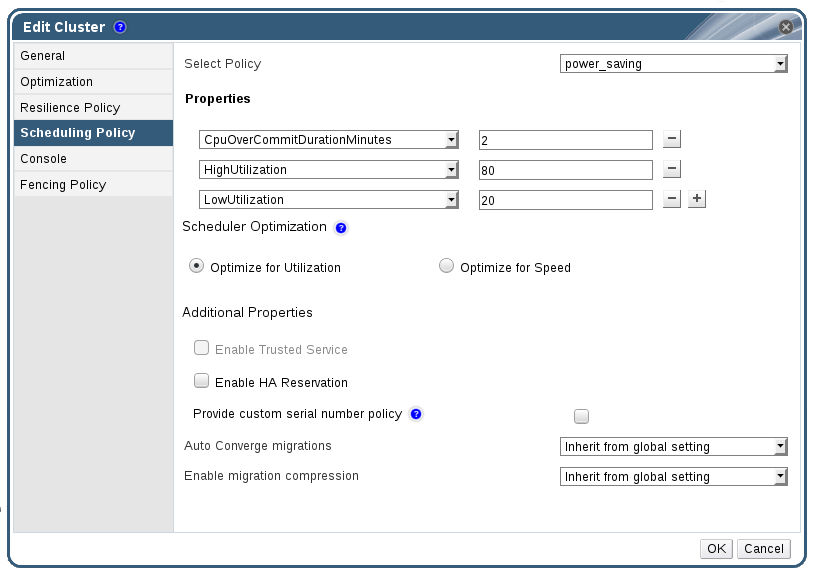 Edit Cluster ?
General
Optimization
Resilience Policy
Scheduling Policy
Console
Fencing Policy
Select Policy power_saving
Properties
CpuOverCommitDurationMinutes 2 −
HighUtilization 80 −
LowUtilization 20 − +
Scheduler Optimization ?
Optimize for Utilization Optimize for Speed
Additional Properties
Enable Trusted Service
Enable HA Reservation
Provide custom serial number policy ?
Auto Converge migrations Inherit from global setting
Enable migration compression Inherit from global setting
OK Cancel